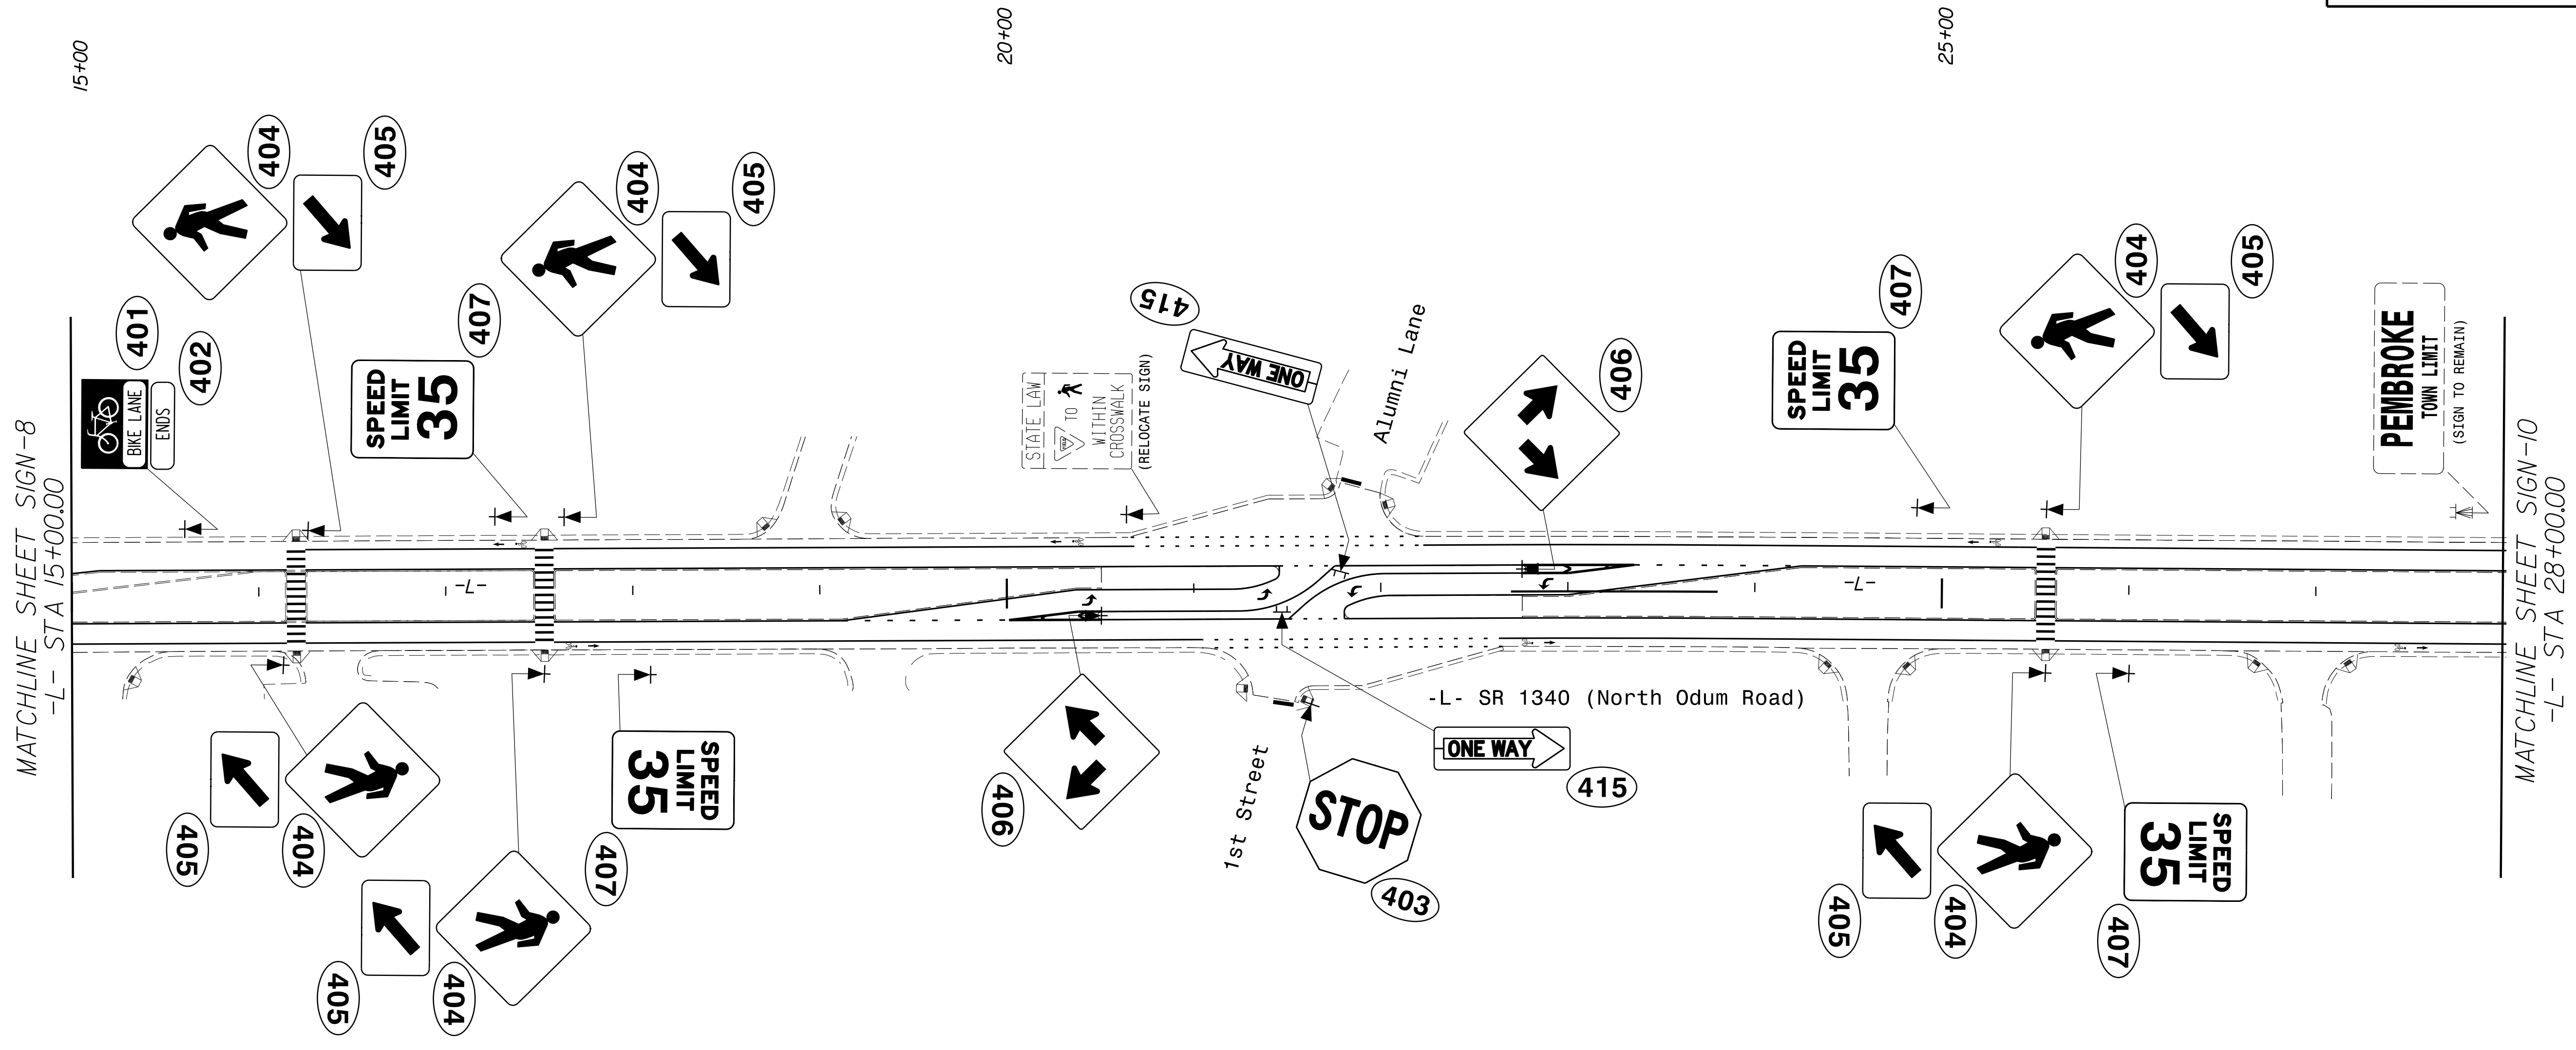 15+00
20+00
25+00
MATCHLINE SHEET SIGN-8
-L- STA 15+00.00
404
405
404
405
401
402
BIKE LANE
ENDS
407
SPEED
LIMIT
35
STATE LAW
TO
WITHIN
CROSSWALK
(RELOCATE SIGN)
415
ONE WAY
Alumni Lane
406
407
SPEED
LIMIT
35
404
405
PEMBROKE
TOWN LIMIT
(SIGN TO REMAIN)
MATCHLINE SHEET SIGN-10
-L- STA 28+00.00
-L-
-L-
405
404
405
404
SPEED
LIMIT
35
407
406
1st Street
STOP
403
-L- SR 1340 (North Odum Road)
ONE WAY
415
405
404
SPEED
LIMIT
35
407